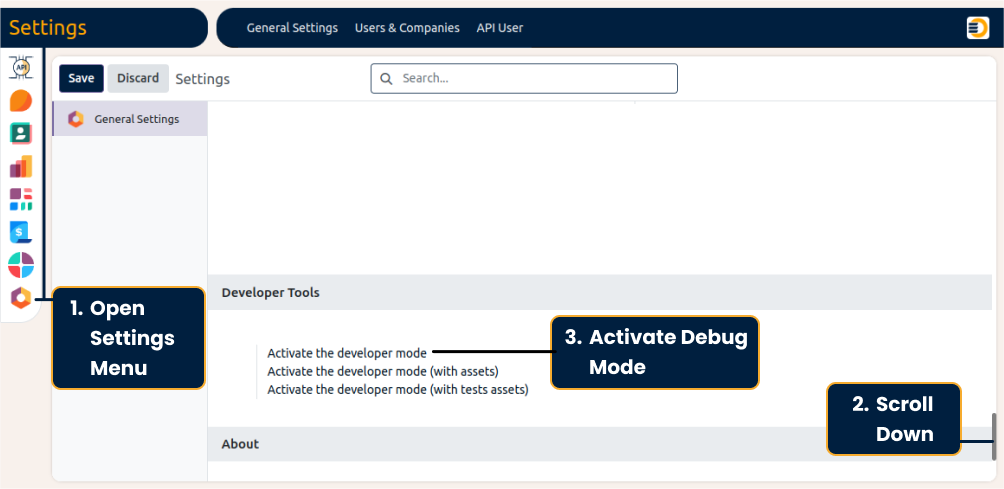 Settings
General Settings Users & Companies API User
API
Save Discard Settings Search...
General Settings
S
Developer Tools
1. Open
Settings
Menu
3. Activate Debug
Mode
Activate the developer mode
Activate the developer mode (with assets)
Activate the developer mode (with tests assets)
2. Scroll
Down
About